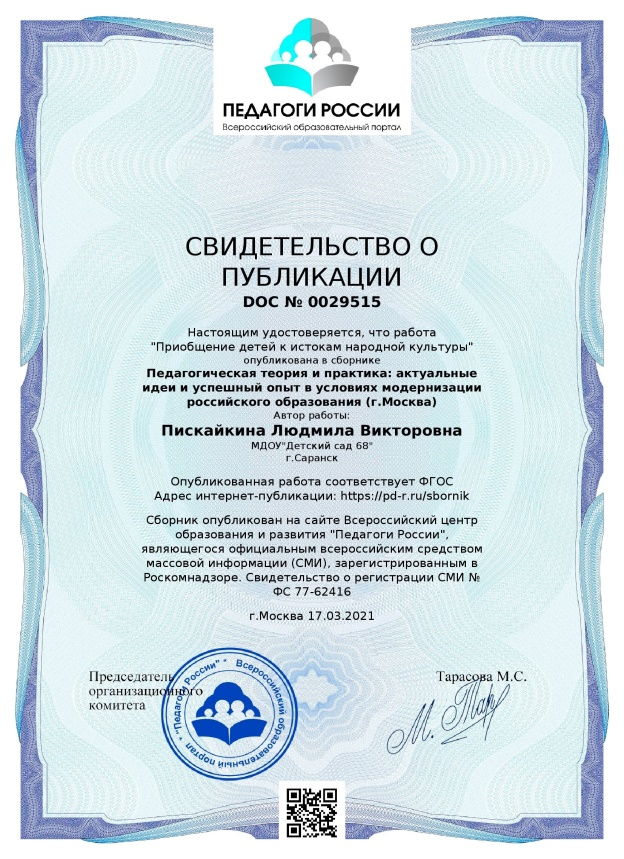 ПЕДАГОГИ РОССИИ
Всероссийский образовательный портал
СВИДЕТЕЛЬСТВО О
ПУБЛИКАЦИИ
DOC № 0029515
Настоящим удостоверяется, что работа
"Приобщение детей к истокам народной культуры"
опубликована в сборнике
Педагогическая теория и практика: актуальные
идеи и успешный опыт в условиях модернизации
российского образования (г.Москва)
Автор работы:
Пискайкина Людмила Викторовна
МДОУ"Детский сад 68"
г.Саранск
Опубликованная работа соответствует ФГОС
Адрес интернет-публикации: https://pd-r.ru/sbornik
Сборник опубликован на сайте Всероссийский центр
образования и развития "Педагоги России",
являющегося официальным всероссийским средством
массовой информации (СМИ), зарегистрированным в
Роскомнадзоре. Свидетельство о регистрации СМИ №
ФС 77-62416
г.Москва 17.03.2021
Председатель
организационного
комитета
Тарасова М.С.
Всероссийский образовательный портал * "Педагоги России" *
М. Тар